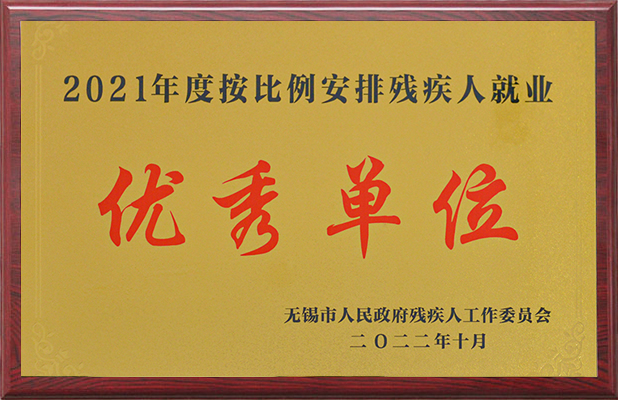 2021年度按比例安排残疾人就业
优秀单位
无锡市人民政府残疾人工作委员会
二〇二二年十月